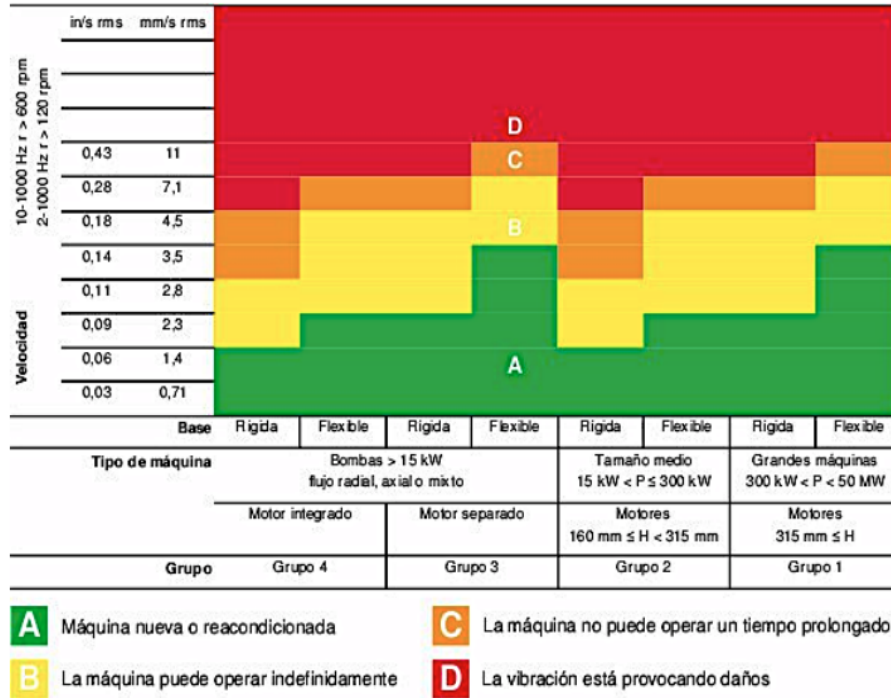 in/s rms mm/s rms
10-1000 Hz r > 600 rpm
2-1000 Hz r > 120 rpm
Velocidad
D
0,43 11 C
0,28 7,1
0,18 4,5 B
0,14 3,5
0,11 2,8
0,09 2,3
0,06 1,4 A
0,03 0,71
Base Rigida Flexible Rigida Flexible Rigida Flexible Rigida Flexible
Tipo de máquina Bombas > 15 kW Tamaño medio Grandes máquinas
flujo radial, axial o mixto 15 kW < P ≤ 300 kW 300 kW < P < 50 MW
Motor integrado Motor separado Motores Motores
160 mm ≤ H < 315 mm 315 mm ≤ H
Grupo Grupo 4 Grupo 3 Grupo 2 Grupo 1
A Máquina nueva o reacondicionada C La máquina no puede operar un tiempo prolongado
B La máquina puede operar indefinidamente D La vibración está provocando daños